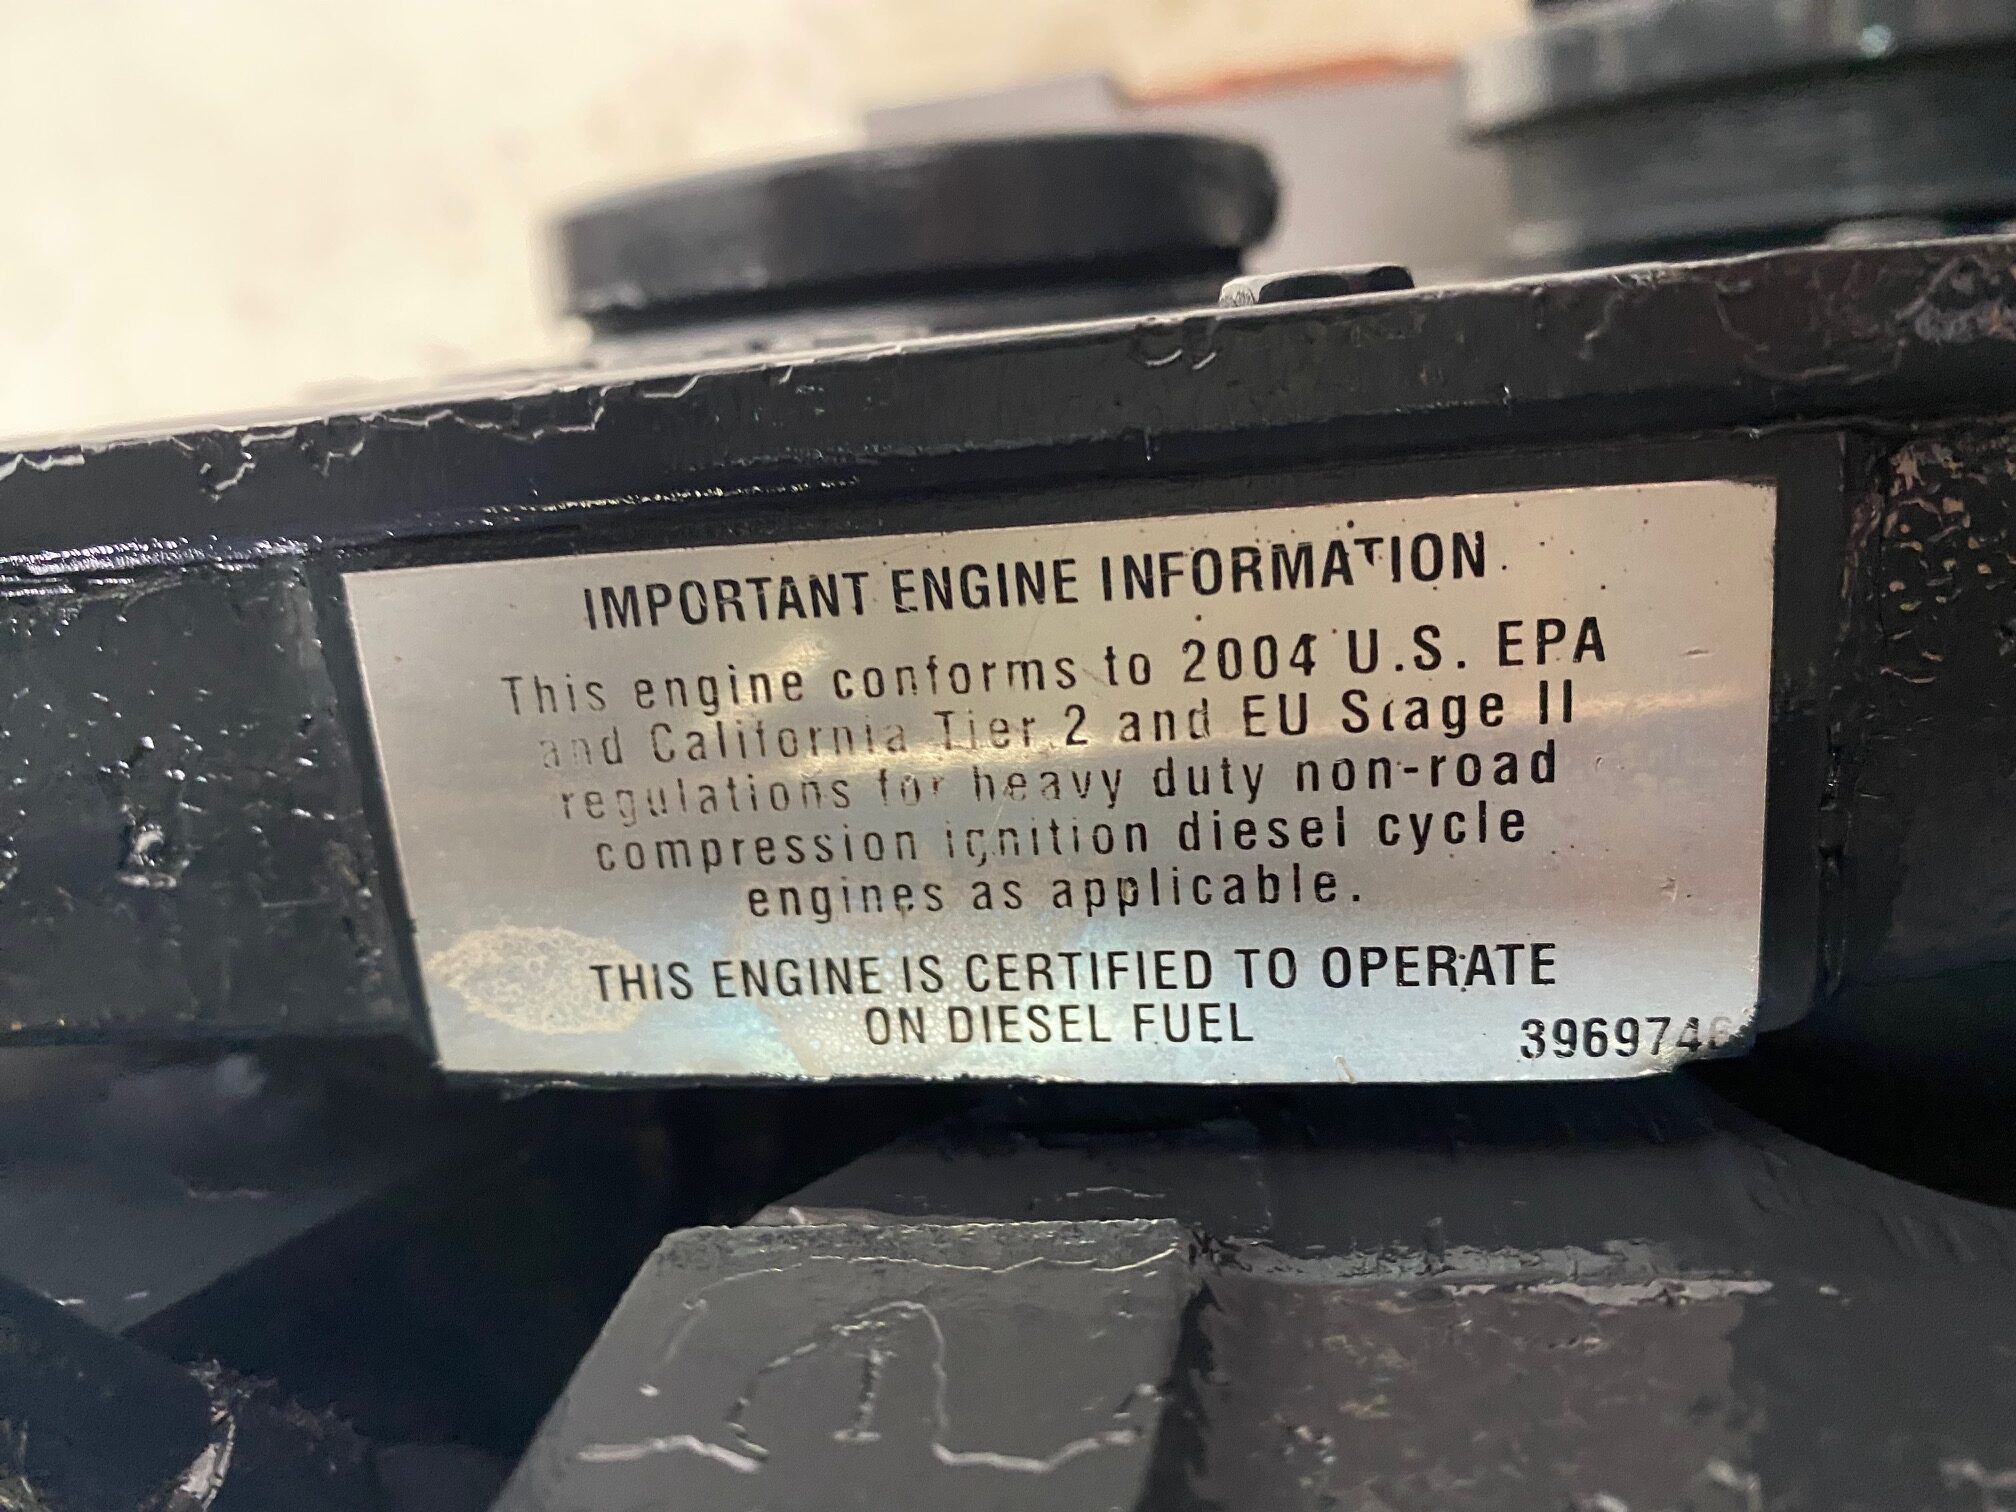 IMPORTANT ENGINE INFORMATION
This engine conforms to 2004 U.S. EPA
and California Tier 2 and EU Stage II
regulations for heavy duty non-road
compression ignition diesel cycle
engines as applicable.
THIS ENGINE IS CERTIFIED TO OPERATE
ON DIESEL FUEL